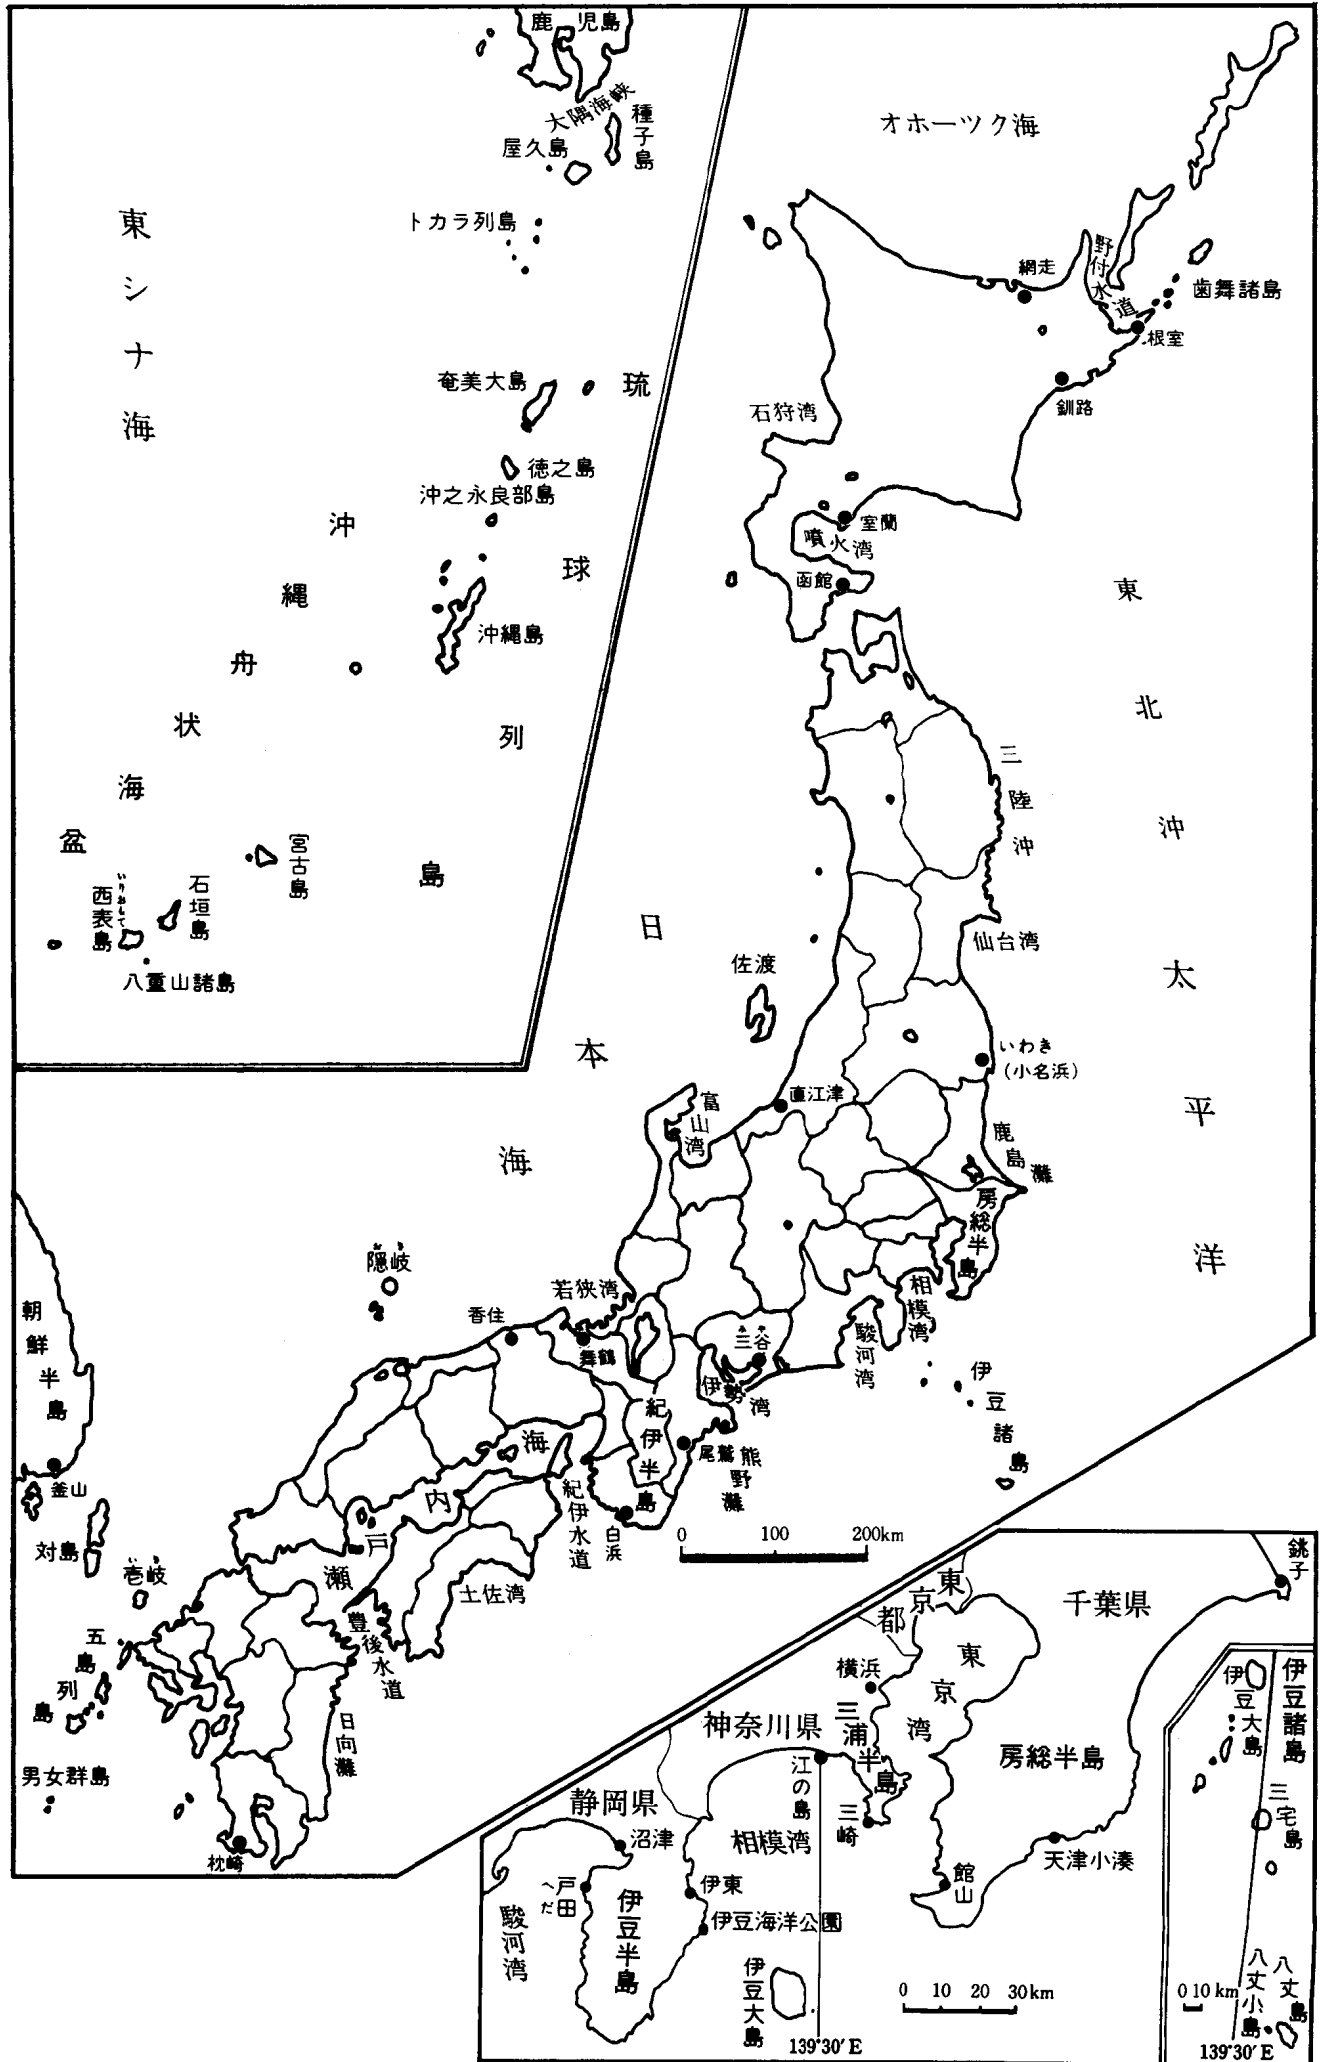 鹿児島
大隅海峡
種子島
屋久島
トカラ列島
東シナ海
奄美大島
徳之島
沖之永良部島
沖縄島
琉球列島
沖縄舟状海盆
宮古島
石垣島
西表島
いりおもて
八重山諸島
オホーツク海
網走
野付水道
歯舞諸島
根室
釧路
石狩湾
室蘭
噴火湾
函館
東北沖太平洋
三陸沖
仙台湾
日本海
佐渡
いわき
(小名浜)
直江津
富山湾
鹿島灘
房総半島
相模湾
駿河湾
伊豆諸島
隠岐
おき
若狭湾
香住
舞鶴
三谷
みや
伊勢湾
紀伊半島
尾鷲
熊野灘
紀伊水道
白浜
瀬戸内海
土佐湾
豊後水道
日向灘
朝鮮半島
釜山
対島
壱岐
いき
五島列島
男女群島
枕崎
0 100 200km
東京都
千葉県
銚子
東京湾
横浜
三浦半島
神奈川県
江の島
三崎
房総半島
静岡県
沼津
相模湾
天津小湊
館山
戸田
へだ
伊東
伊豆海洋公園
伊豆半島
駿河湾
伊豆大島
139°30′E
0 10 20 30km
伊豆大島
伊豆諸島
三宅島
八丈小島
八丈島
0 10km
139°30′E